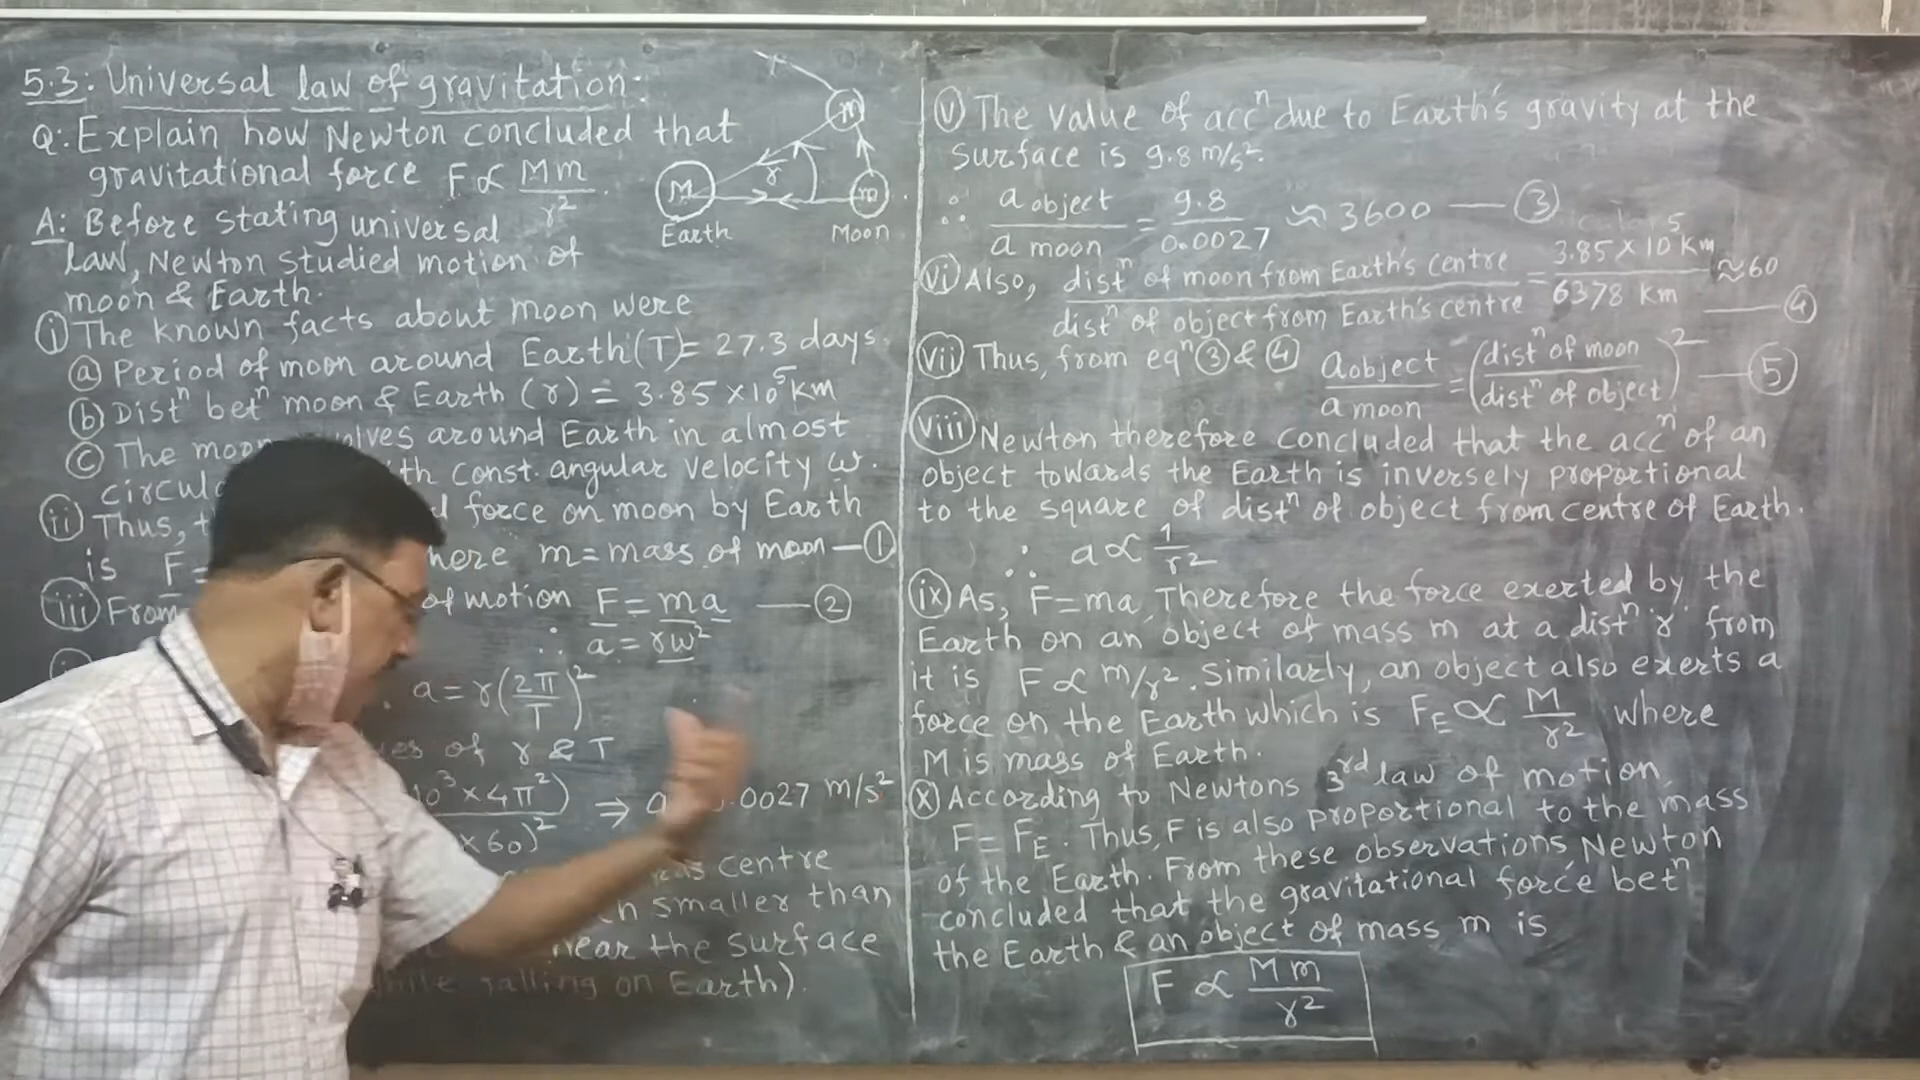 5.3: Universal law of gravitation:
Q: Explain how Newton concluded that
gravitational force F ∝ Mm/r²
A: Before stating universal
law, Newton studied motion of
moon & Earth.
M
m
m
r
Earth
Moon
(i) The known facts about moon were
(a) Period of moon around Earth (T) = 27.3 days.
(b) Distⁿ betⁿ moon & Earth (r) = 3.85 × 10⁵ km
(c) The moon revolves around Earth in almost
const. angular velocity ω.
(ii) Thus, force on moon by Earth
is F= m = mass of moon — (1)
(iii) From of motion F = ma — (2)
∴ a = rω²
a = r(2π/T)²
of r & T
10³ × 4π²)
× 60)² ⇒ a .0027 m/s²
centre
smaller than
near the surface
falling on Earth).
(v) The value of accⁿ due to Earth's gravity at the
surface is 9.8 m/s².
∴ a object / a moon = 9.8 / 0.0027 ≈ 3600 — (3)
(vi) Also, distⁿ of moon from Earth's centre / distⁿ of object from Earth's centre = 3.85 × 10⁵ km / 6378 km ≈ 60 — (4)
(vii) Thus, from eqⁿ (3) & (4) a object / a moon = (distⁿ of moon / distⁿ of object)² — (5)
(viii) Newton therefore concluded that the accⁿ of an
object towards the Earth is inversely proportional
to the square of distⁿ of object from centre of Earth.
∴ a ∝ 1/r²
(ix) As, F = ma, Therefore the force exerted by the
Earth on an object of mass m at a distⁿ 'r' from
it is F ∝ m/r². Similarly, an object also exerts a
force on the Earth which is F_E ∝ M/r² where
M is mass of Earth.
(x) According to Newtons 3rd law of motion,
F = F_E. Thus, F is also proportional to the mass
of the Earth. From these observations, Newton
concluded that the gravitational force betⁿ
the Earth & an object of mass m is
F ∝ Mm/r²